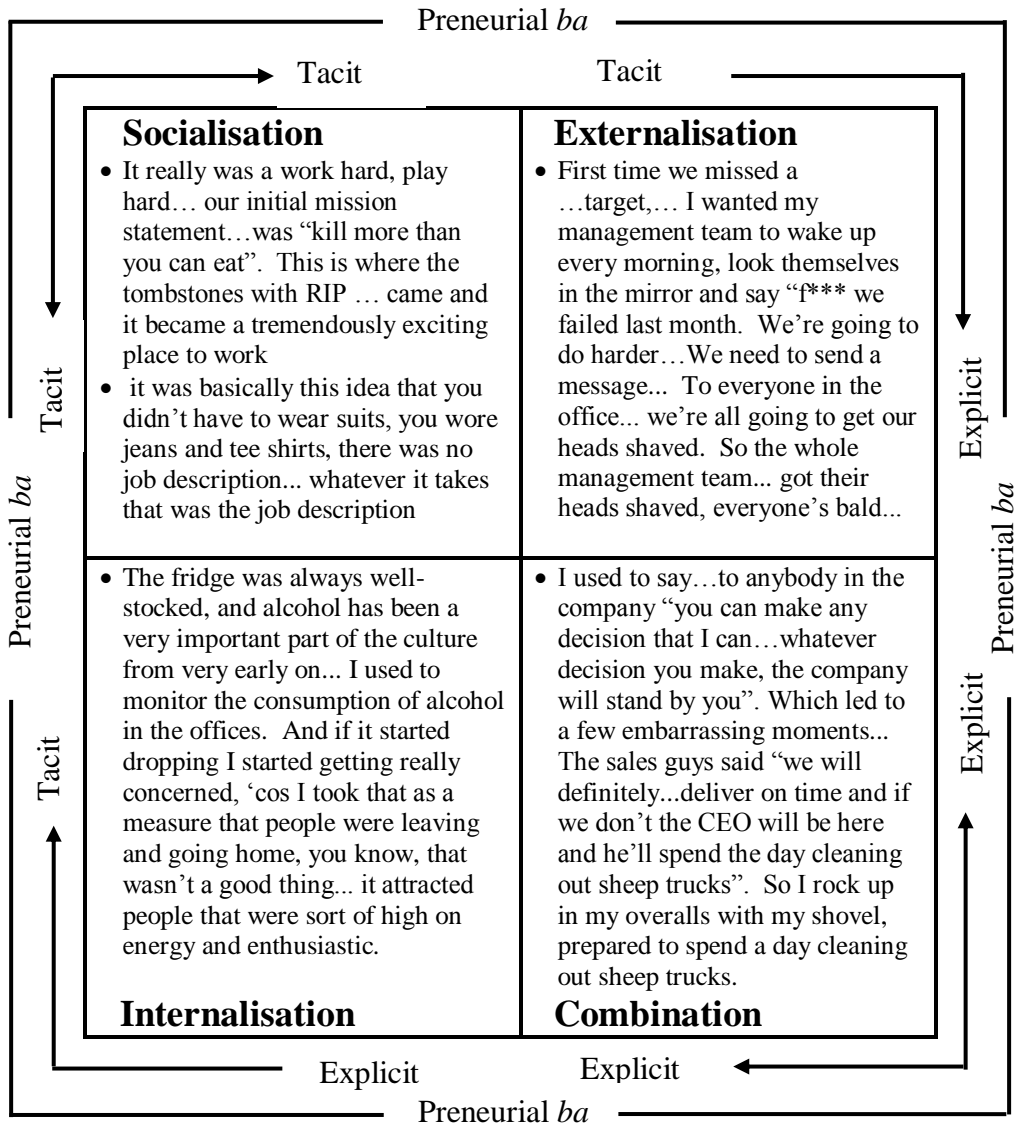 Preneurial ba
Tacit
Tacit
Tacit
Explicit
Preneurial ba
Preneurial ba
Socialisation
• It really was a work hard, play
hard… our initial mission
statement…was “kill more than
you can eat”.  This is where the
tombstones with RIP … came and
it became a tremendously exciting
place to work
• it was basically this idea that you
didn’t have to wear suits, you wore
jeans and tee shirts, there was no
job description... whatever it takes
that was the job description
Externalisation
• First time we missed a
…target,… I wanted my
management team to wake up
every morning, look themselves
in the mirror and say “f*** we
failed last month.  We’re going to
do harder…We need to send a
message...  To everyone in the
office... we’re all going to get our
heads shaved.  So the whole
management team... got their
heads shaved, everyone’s bald...
• The fridge was always well-
stocked, and alcohol has been a
very important part of the culture
from very early on... I used to
monitor the consumption of alcohol
in the offices.  And if it started
dropping I started getting really
concerned, ‘cos I took that as a
measure that people were leaving
and going home, you know, that
wasn’t a good thing... it attracted
people that were sort of high on
energy and enthusiastic.
Internalisation
• I used to say…to anybody in the
company “you can make any
decision that I can…whatever
decision you make, the company
will stand by you”.  Which led to
a few embarrassing moments...
The sales guys said “we will
definitely...deliver on time and if
we don’t the CEO will be here
and he’ll spend the day cleaning
out sheep trucks”.  So I rock up
in my overalls with my shovel,
prepared to spend a day cleaning
out sheep trucks.
Combination
Tacit
Explicit
Explicit
Explicit
Preneurial ba